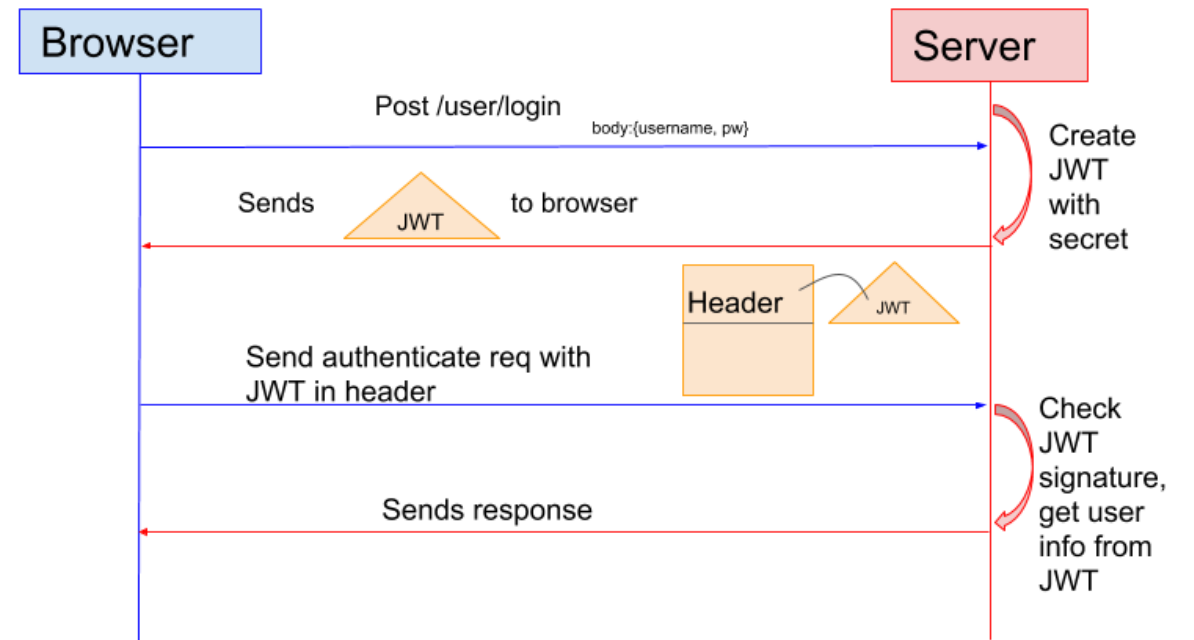 Browser
Server
Post /user/login
body:{username, pw}
Create
JWT
with
secret
Sends
JWT
to browser
Header
JWT
Send authenticate req with
JWT in header
Check
JWT
signature,
get user
info from
JWT
Sends response